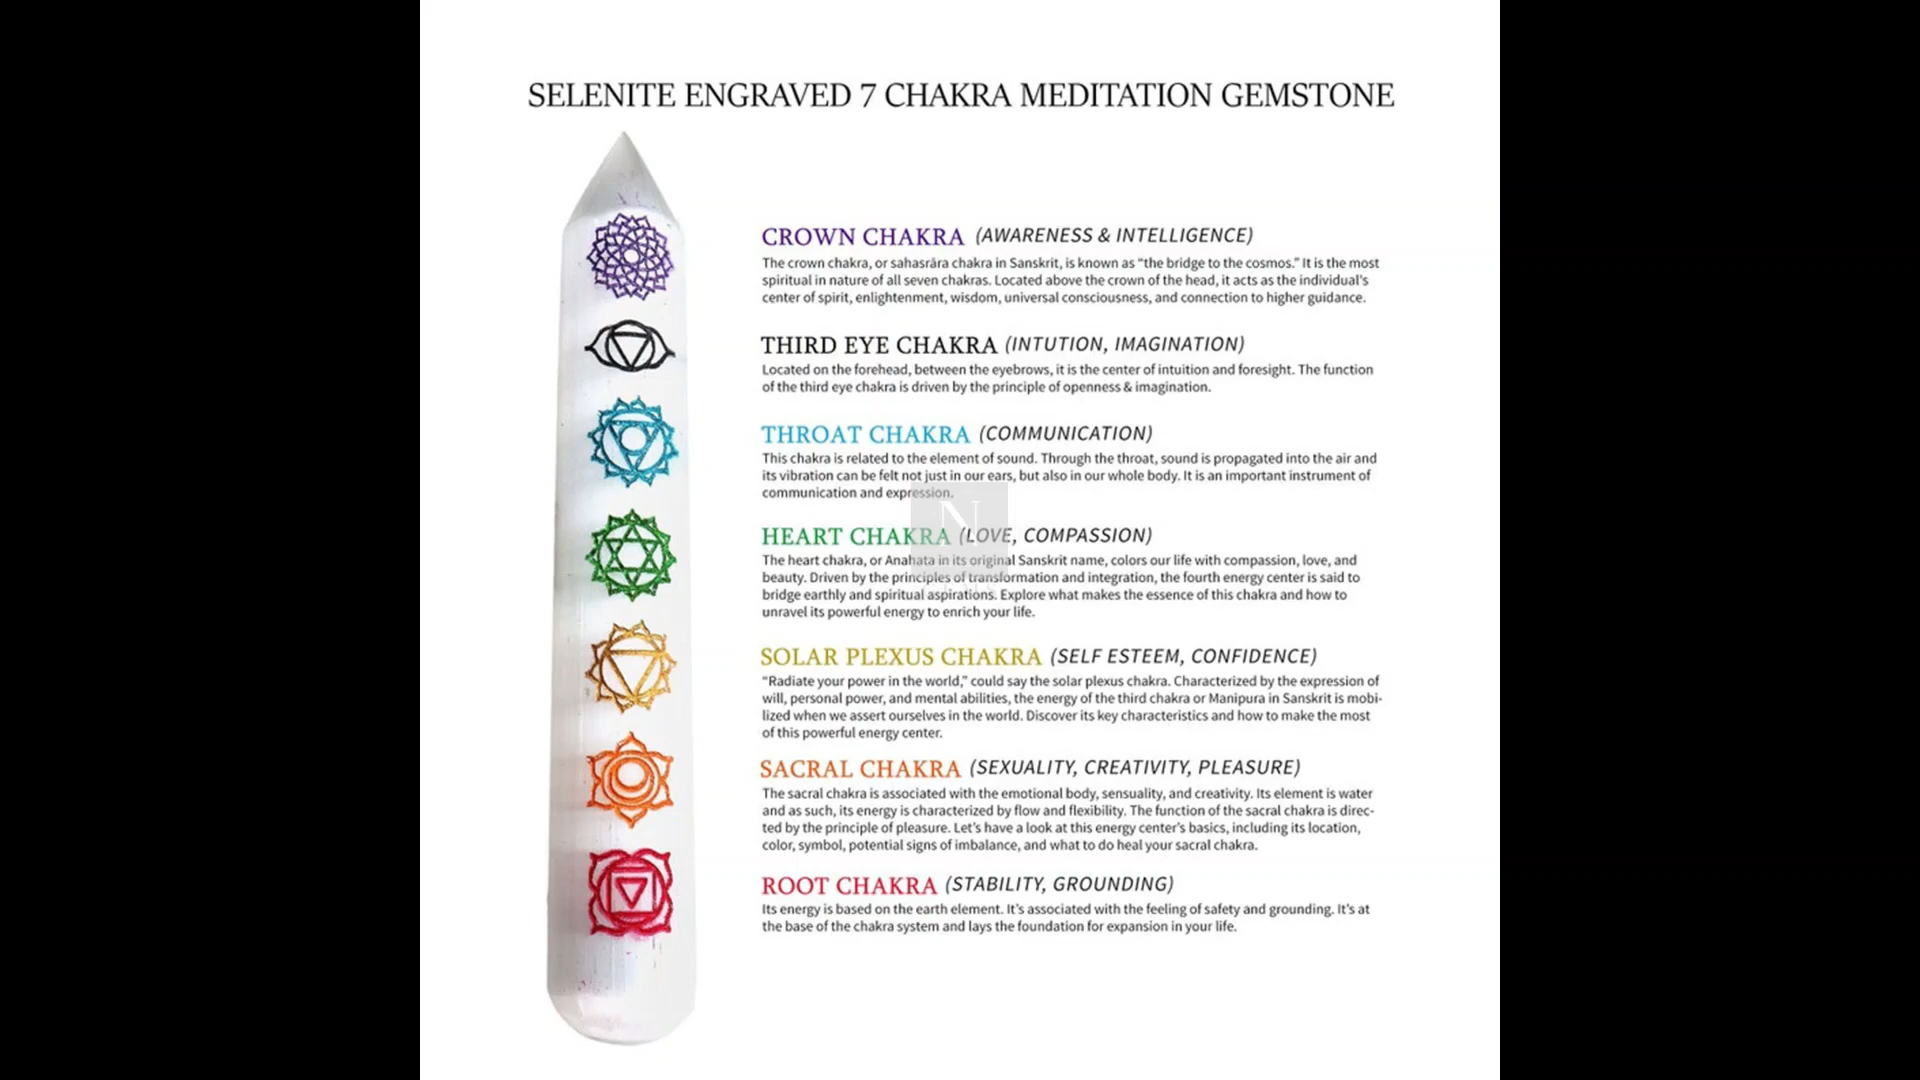 SELENITE ENGRAVED 7 CHAKRA MEDITATION GEMSTONE
CROWN CHAKRA (AWARENESS & INTELLIGENCE)
The crown chakra, or sahasrāra chakra in Sanskrit, is known as “the bridge to the cosmos.” It is the most
spiritual in nature of all seven chakras. Located above the crown of the head, it acts as the individual's
center of spirit, enlightenment, wisdom, universal consciousness, and connection to higher guidance.
THIRD EYE CHAKRA (INTUTION, IMAGINATION)
Located on the forehead, between the eyebrows, it is the center of intuition and foresight. The function
of the third eye chakra is driven by the principle of openness & imagination.
THROAT CHAKRA (COMMUNICATION)
This chakra is related to the element of sound. Through the throat, sound is propagated into the air and
its vibration can be felt not just in our ears, but also in our whole body. It is an important instrument of
communication and expression.
N
HEART CHAKRA (LOVE, COMPASSION)
The heart chakra, or Anahata in its original Sanskrit name, colors our life with compassion, love, and
beauty. Driven by the principles of transformation and integration, the fourth energy center is said to
bridge earthly and spiritual aspirations. Explore what makes the essence of this chakra and how to
unravel its powerful energy to enrich your life.
SOLAR PLEXUS CHAKRA (SELF ESTEEM, CONFIDENCE)
“Radiate your power in the world,” could say the solar plexus chakra. Characterized by the expression of
will, personal power, and mental abilities, the energy of the third chakra or Manipura in Sanskrit is mobi-
lized when we assert ourselves in the world. Discover its key characteristics and how to make the most
of this powerful energy center.
SACRAL CHAKRA (SEXUALITY, CREATIVITY, PLEASURE)
The sacral chakra is associated with the emotional body, sensuality, and creativity. Its element is water
and as such, its energy is characterized by flow and flexibility. The function of the sacral chakra is direc-
ted by the principle of pleasure. Let’s have a look at this energy center’s basics, including its location,
color, symbol, potential signs of imbalance, and what to do heal your sacral chakra.
ROOT CHAKRA (STABILITY, GROUNDING)
Its energy is based on the earth element. It’s associated with the feeling of safety and grounding. It’s at
the base of the chakra system and lays the foundation for expansion in your life.